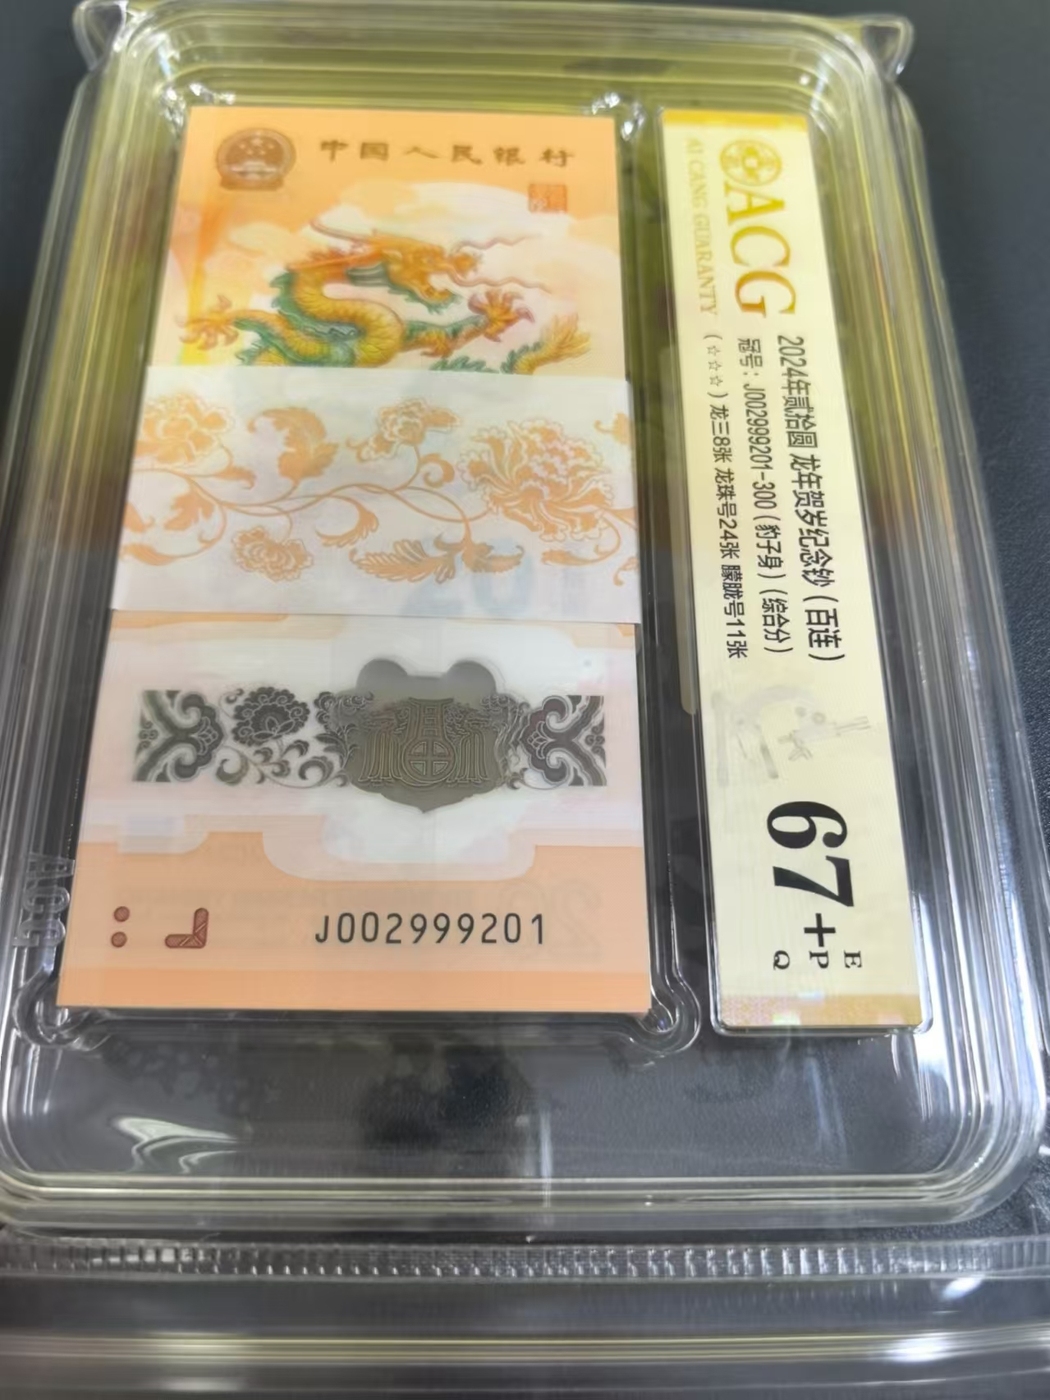 中国人民银行
J002999201
ACG
AI CANG GUARANTY
2024年贰拾圆 龙年贺岁纪念钞（百连）
冠号：J002999201-300（豹子身）（综合分）
（☆☆☆）龙三8张 龙珠号24张 朦胧号11张
67+
E
P
Q
ACG